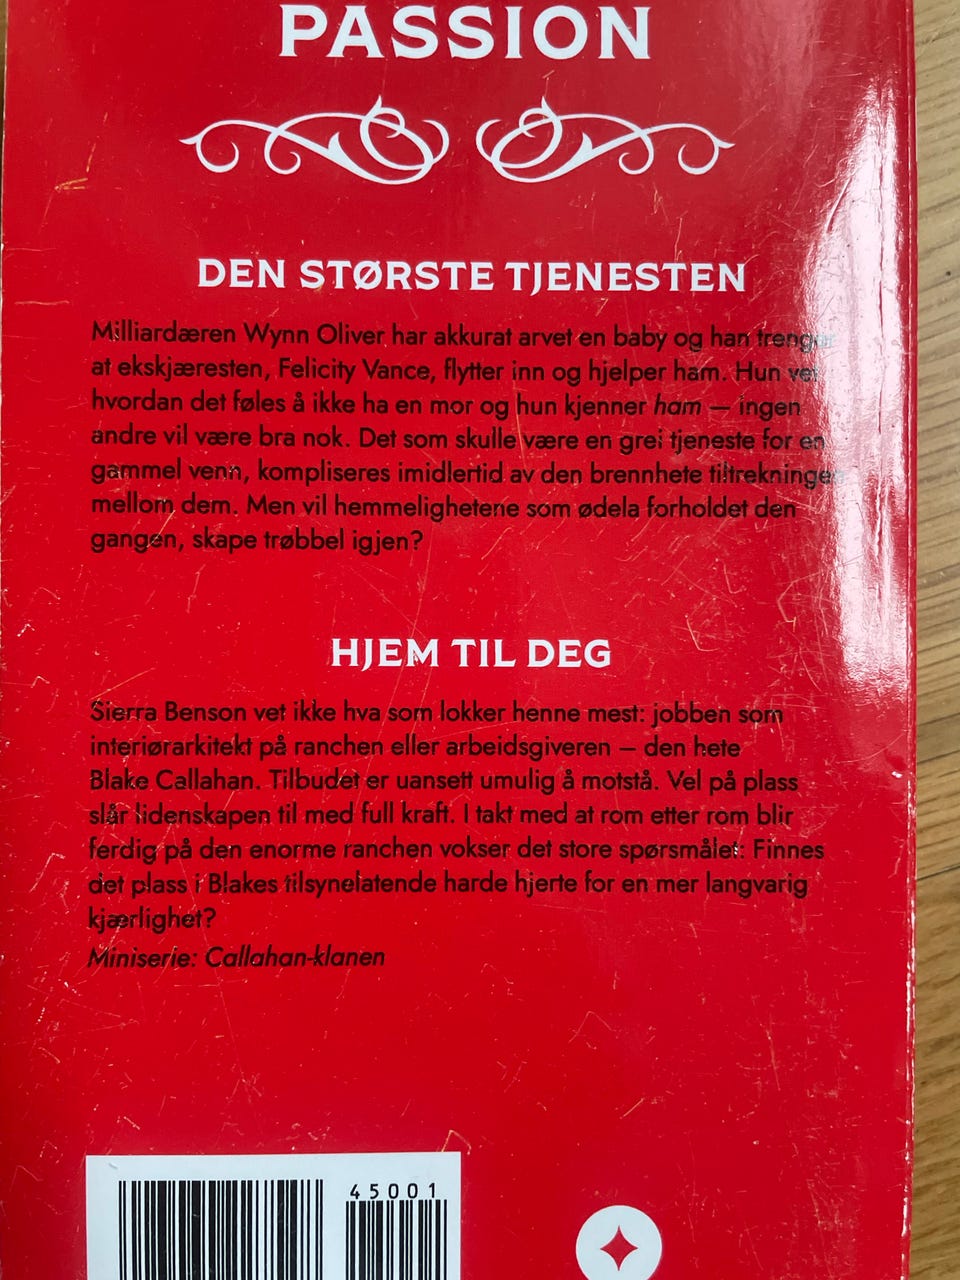 PASSION
DEN STØRSTE TJENESTEN
Milliardæren Wynn Oliver har akkurat arvet en baby og han trenger
at ekskjæresten, Felicity Vance, flytter inn og hjelper ham. Hun vet
hvordan det føles å ikke ha en mor og hun kjenner ham — ingen
andre vil være bra nok. Det som skulle være en grei tjeneste for en
gammel venn, kompliseres imidlertid av den brennhete tiltrekningen
mellom dem. Men vil hemmelighetene som ødela forholdet den
gangen, skape trøbbel igjen?
HJEM TIL DEG
Sierra Benson vet ikke hva som lokker henne mest: jobben som
interiørarkitekt på ranchen eller arbeidsgiveren – den hete
Blake Callahan. Tilbudet er uansett umulig å motstå. Vel på plass
slår lidenskapen til med full kraft. I takt med at rom etter rom blir
ferdig på den enorme ranchen vokser det store spørsmålet: Finnes
det plass i Blakes tilsynelatende harde hjerte for en mer langvarig
kjærlighet?
Miniserie: Callahan-klanen
45001